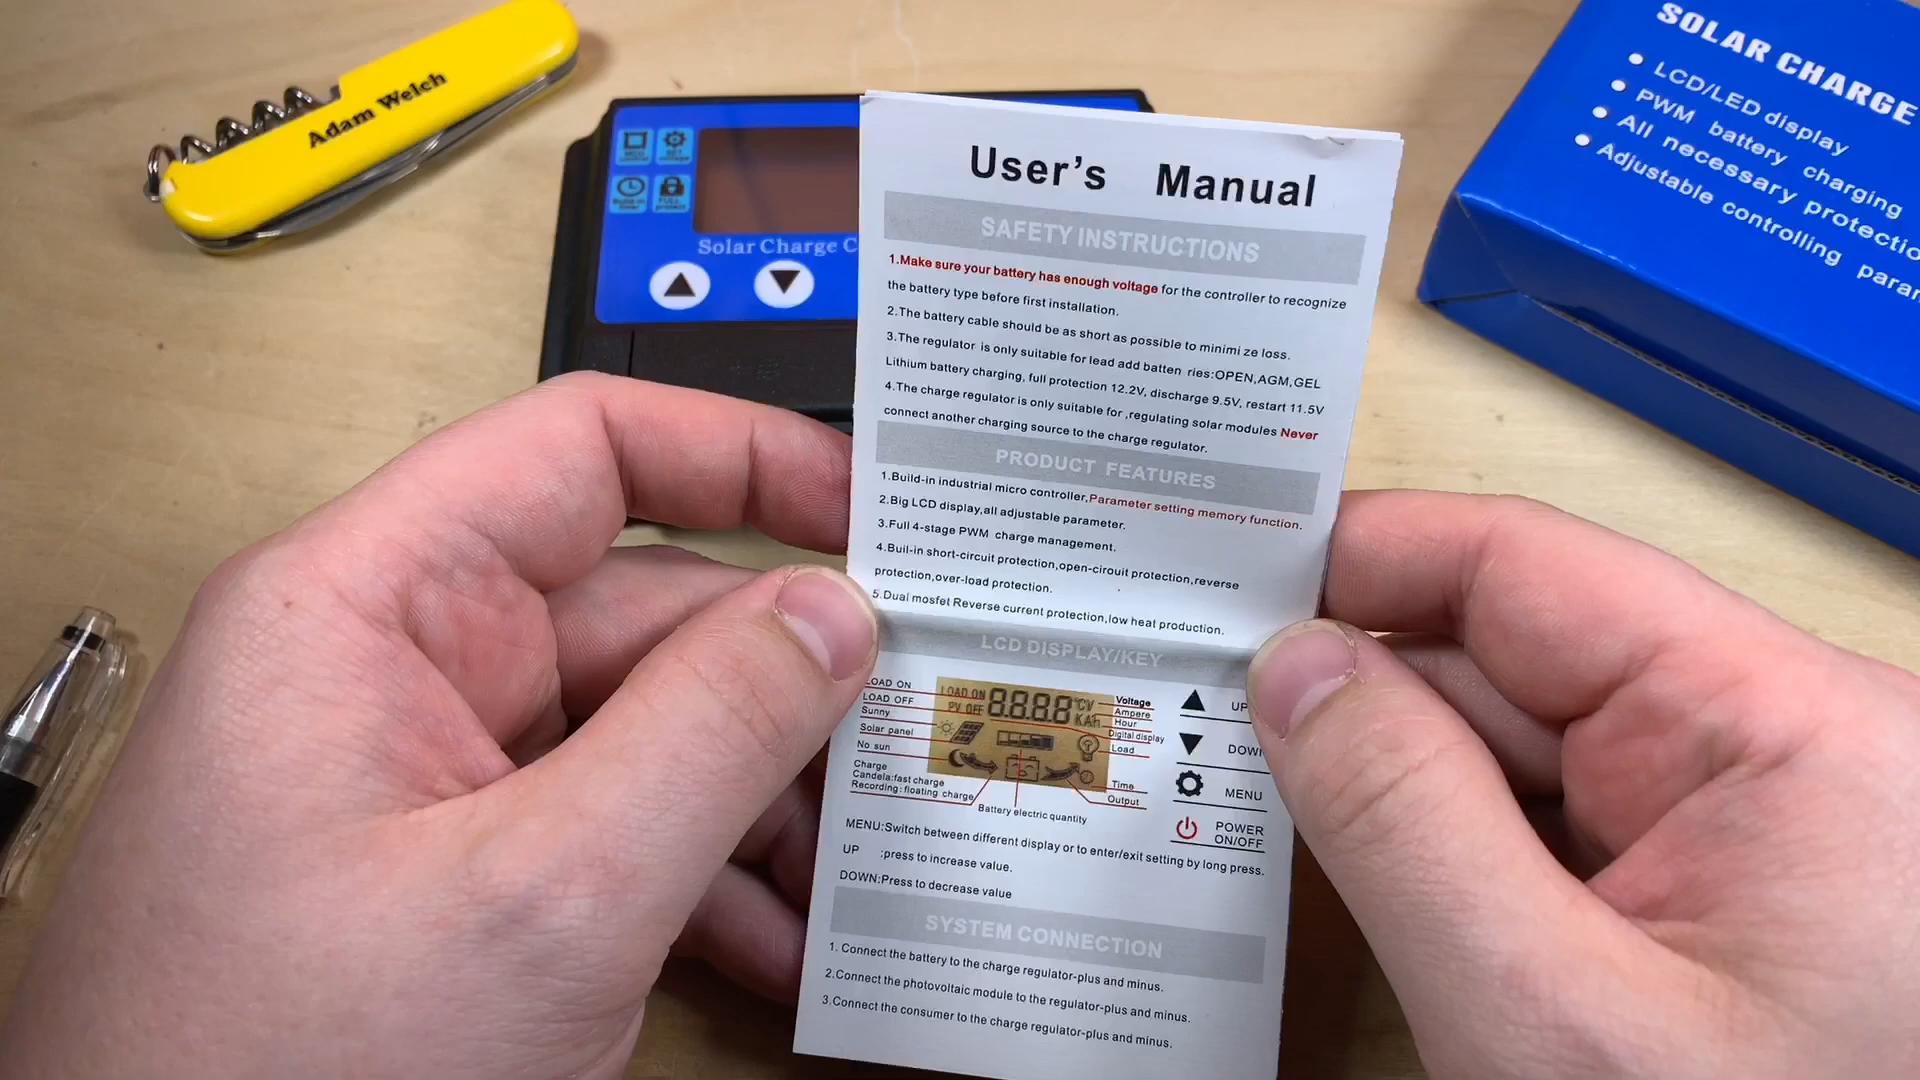 Adam Welch
SOLAR CHARGE
LCD/LED display
PWM battery charging
All necessary protectio
Adjustable controlling param
Solar Charge C
User's Manual
SAFETY INSTRUCTIONS
1.Make sure your battery has enough voltage for the controller to recognize
the battery type before first installation.
2.The battery cable should be as short as possible to minimi ze loss.
3.The regulator is only suitable for lead add batten ries:OPEN,AGM,GEL
Lithium battery charging, full protection 12.2V, discharge 9.5V, restart 11.5V
4.The charge regulator is only suitable for ,regulating solar modules Never
connect another charging source to the charge regulator.
PRODUCT FEATURES
1.Build-in industrial micro controller,Parameter setting memory function.
2.Big LCD display,all adjustable parameter.
3.Full 4-stage PWM charge management.
4.Buil-in short-circuit protection,open-cirouit protection,reverse
protection,over-load protection.
5.Dual mosfet Reverse current protection,low heat production.
LCD DISPLAY/KEY
LOAD ON
LOAD OFF
Sunny
Solar panel
No sun
Charge
Candela:fast charge
Recording:floating charge
LOAD ON 8.8.8.8 °CV
PV OFF KAh
Voltage
Ampere
Hour
Digital display
Load
Time
Output
Battery electric quantity
UP
DOWN
MENU
POWER
ON/OFF
MENU:Switch between different display or to enter/exit setting by long press.
UP :press to increase value.
DOWN:Press to decrease value
SYSTEM CONNECTION
1. Connect the battery to the charge regulator-plus and minus.
2.Connect the photovoltaic module to the regulator-plus and minus.
3.Connect the consumer to the charge regulator-plus and minus.